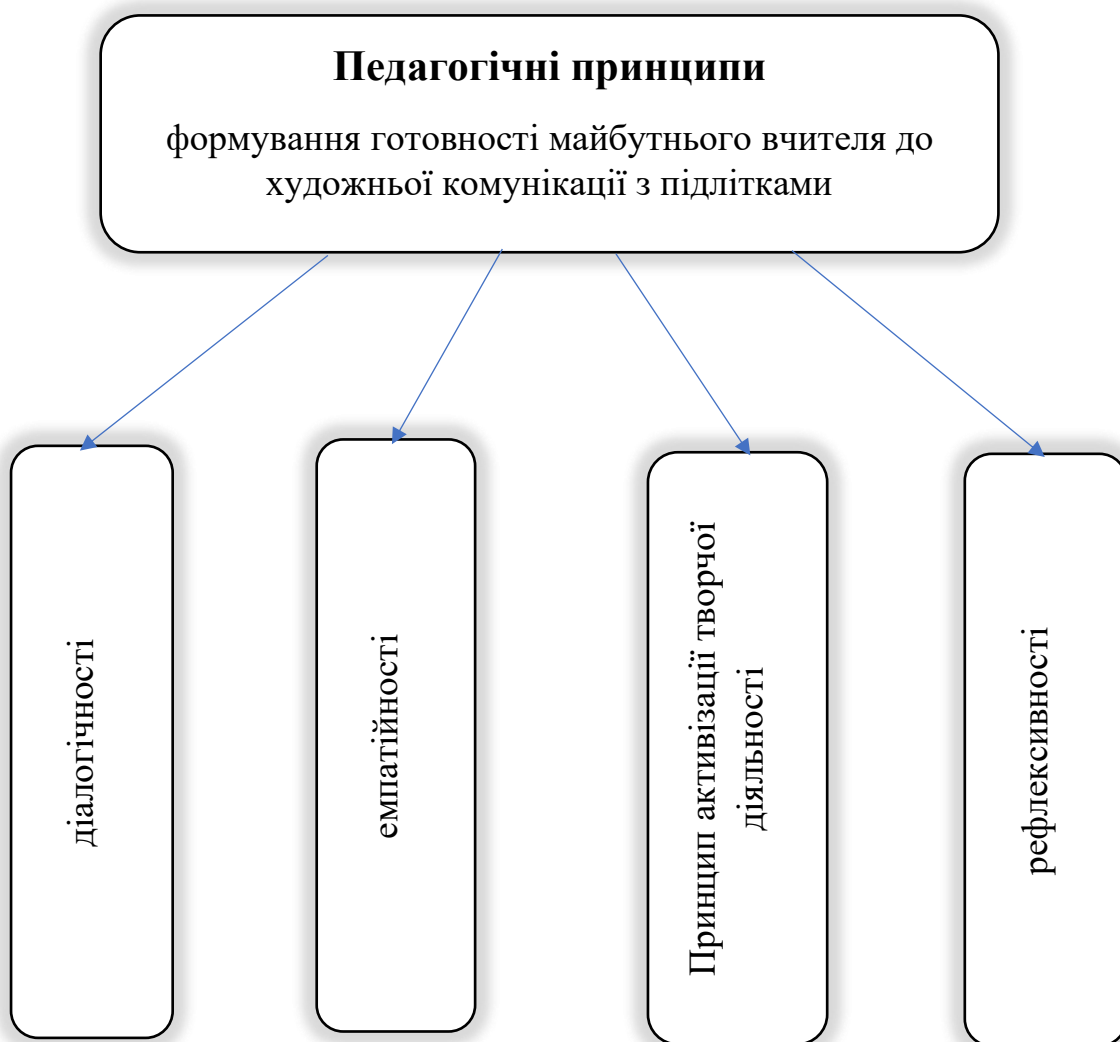 Педагогічні принципи
формування готовності майбутнього вчителя до
художньої комунікації з підлітками
діалогічності
емпатійності
Принцип активізації творчої
діяльності
рефлексивності